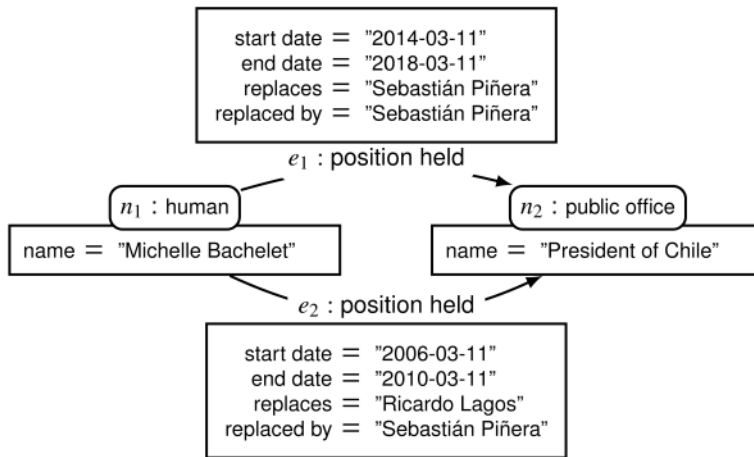 start date = ”2014-03-11”
end date = ”2018-03-11”
replaces = ”Sebastián Piñera”
replaced by = ”Sebastián Piñera”
e₁ : position held
n₁ : human
n₂ : public office
name = ”Michelle Bachelet”
name = ”President of Chile”
e₂ : position held
start date = ”2006-03-11”
end date = ”2010-03-11”
replaces = ”Ricardo Lagos”
replaced by = ”Sebastián Piñera”